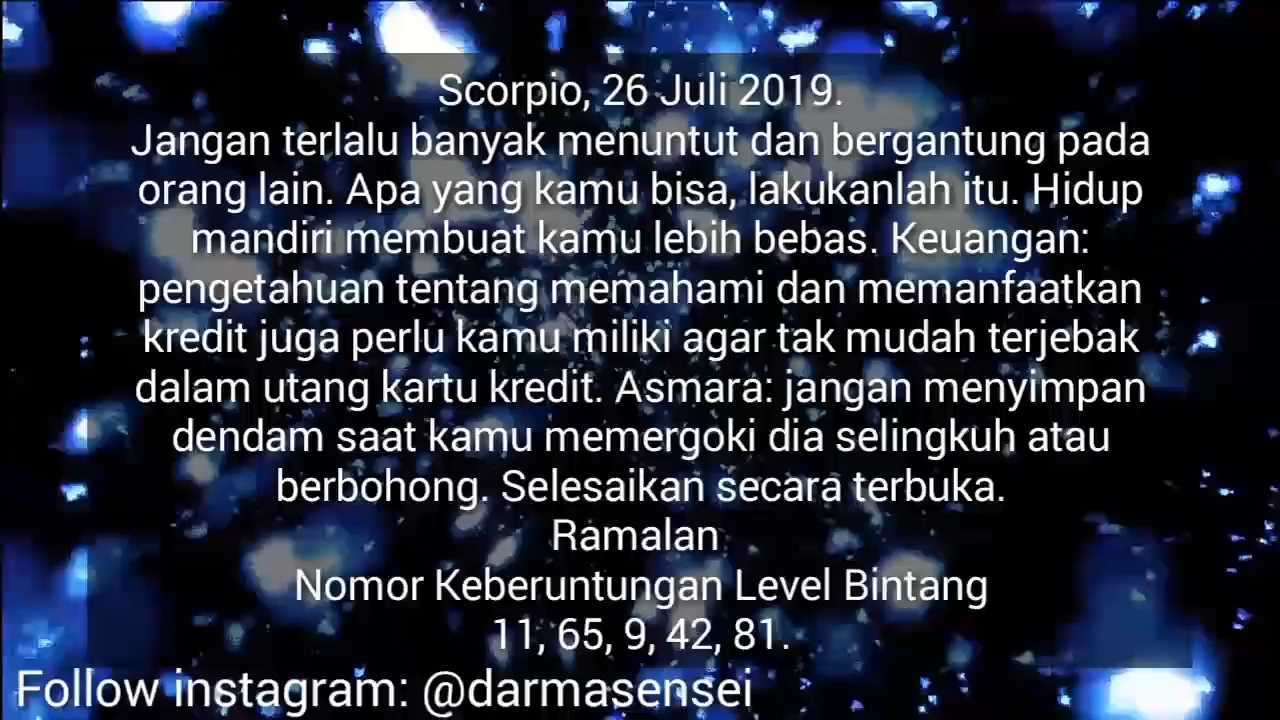 Scorpio, 26 Juli 2019.
Jangan terlalu banyak menuntut dan bergantung pada
orang lain. Apa yang kamu bisa, lakukanlah itu. Hidup
mandiri membuat kamu lebih bebas. Keuangan:
pengetahuan tentang memahami dan memanfaatkan
kredit juga perlu kamu miliki agar tak mudah terjebak
dalam utang kartu kredit. Asmara: jangan menyimpan
dendam saat kamu memergoki dia selingkuh atau
berbohong. Selesaikan secara terbuka.
Ramalan
Nomor Keberuntungan Level Bintang
11, 65, 9, 42, 81.
Follow instagram: @darmasensei